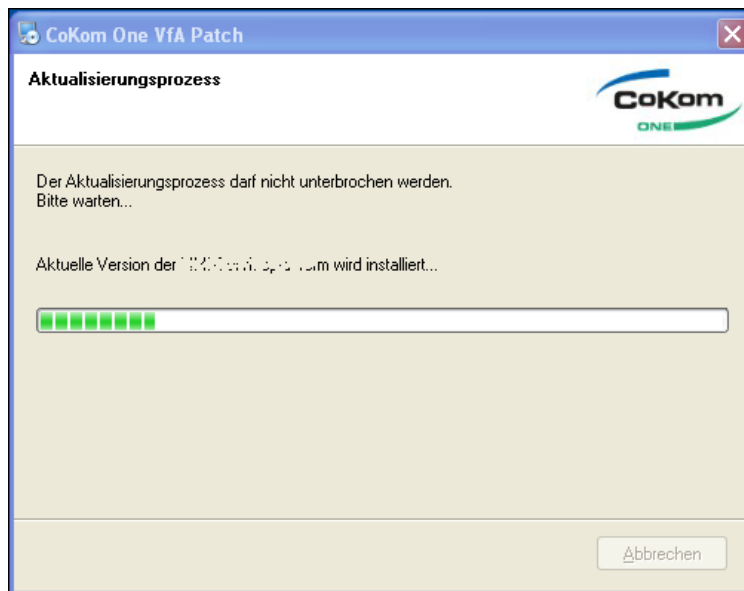 CoKom One VfA Patch
Aktualisierungsprozess
CoKom
ONE
Der Aktualisierungsprozess darf nicht unterbrochen werden.
Bitte warten...
Aktuelle Version der wird installiert...
Abbrechen